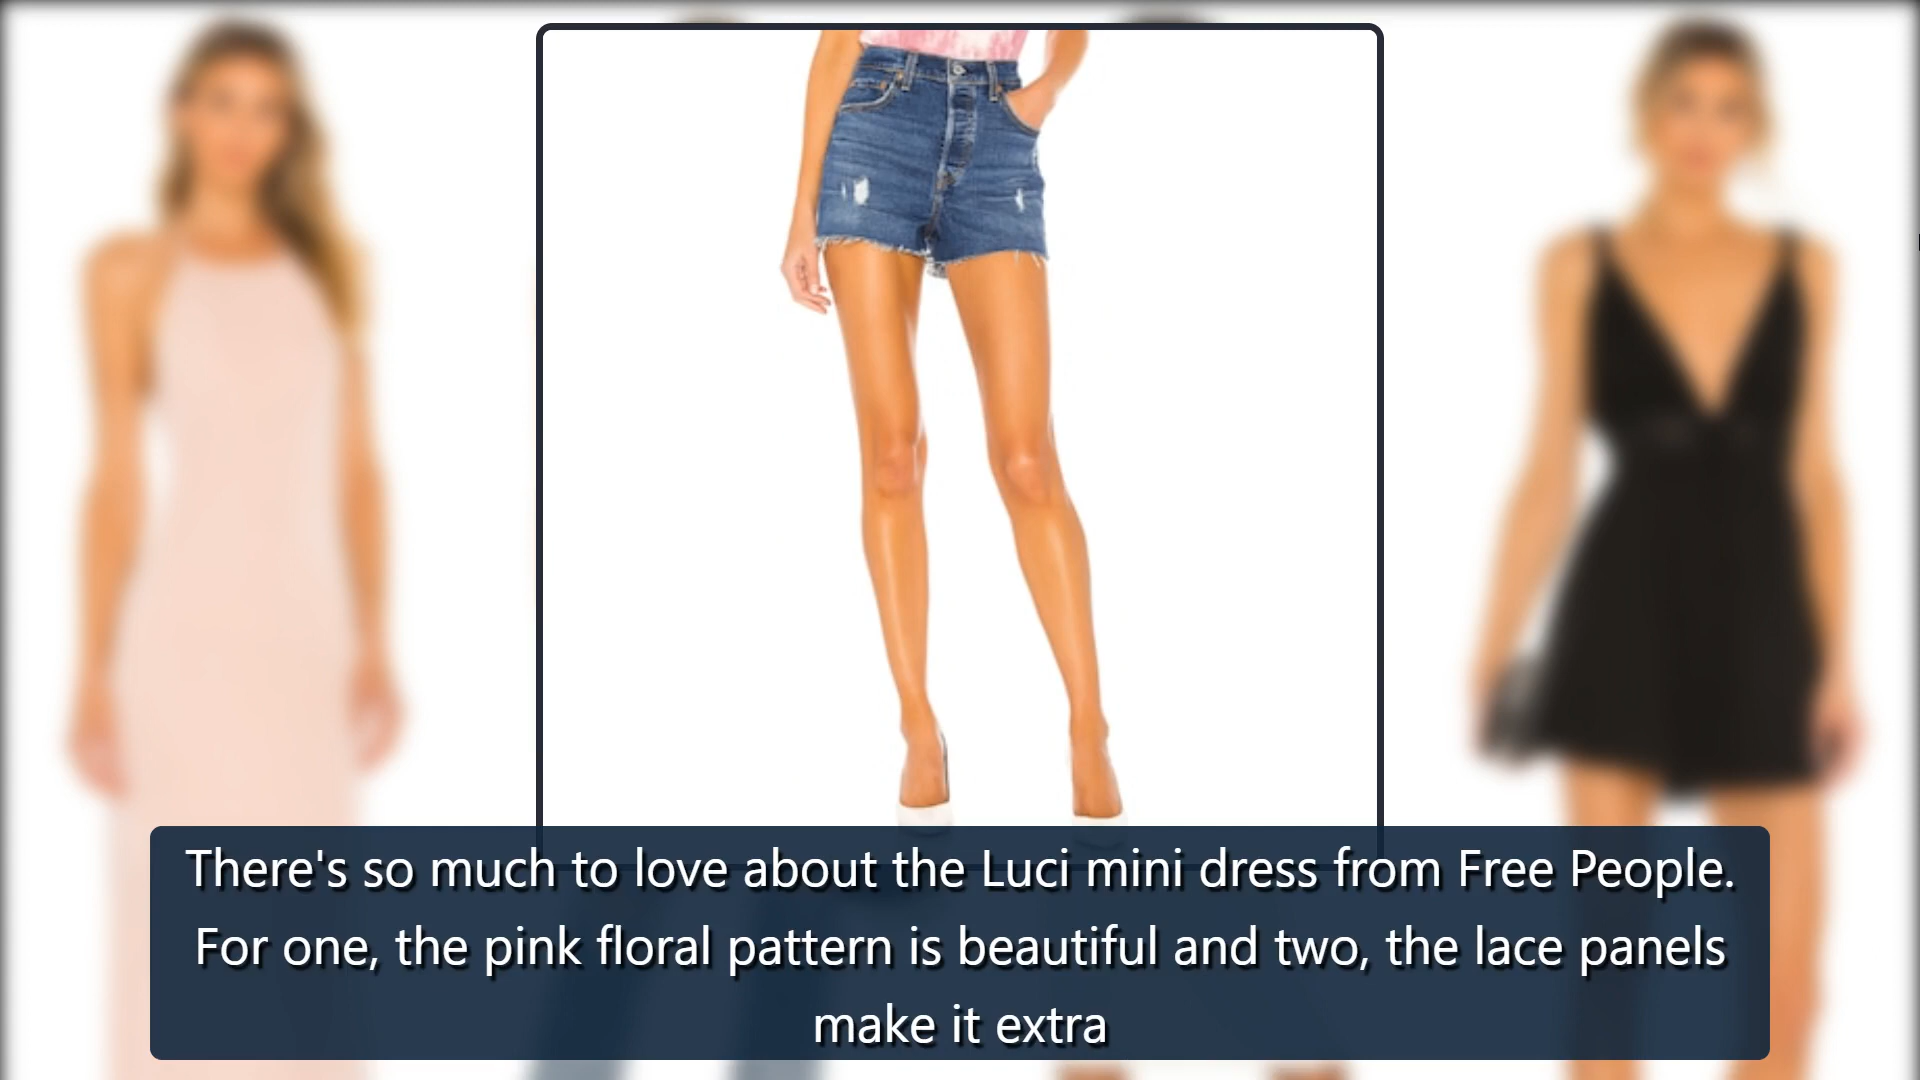 There's so much to love about the Luci mini dress from Free People.
For one, the pink floral pattern is beautiful and two, the lace panels
make it extra